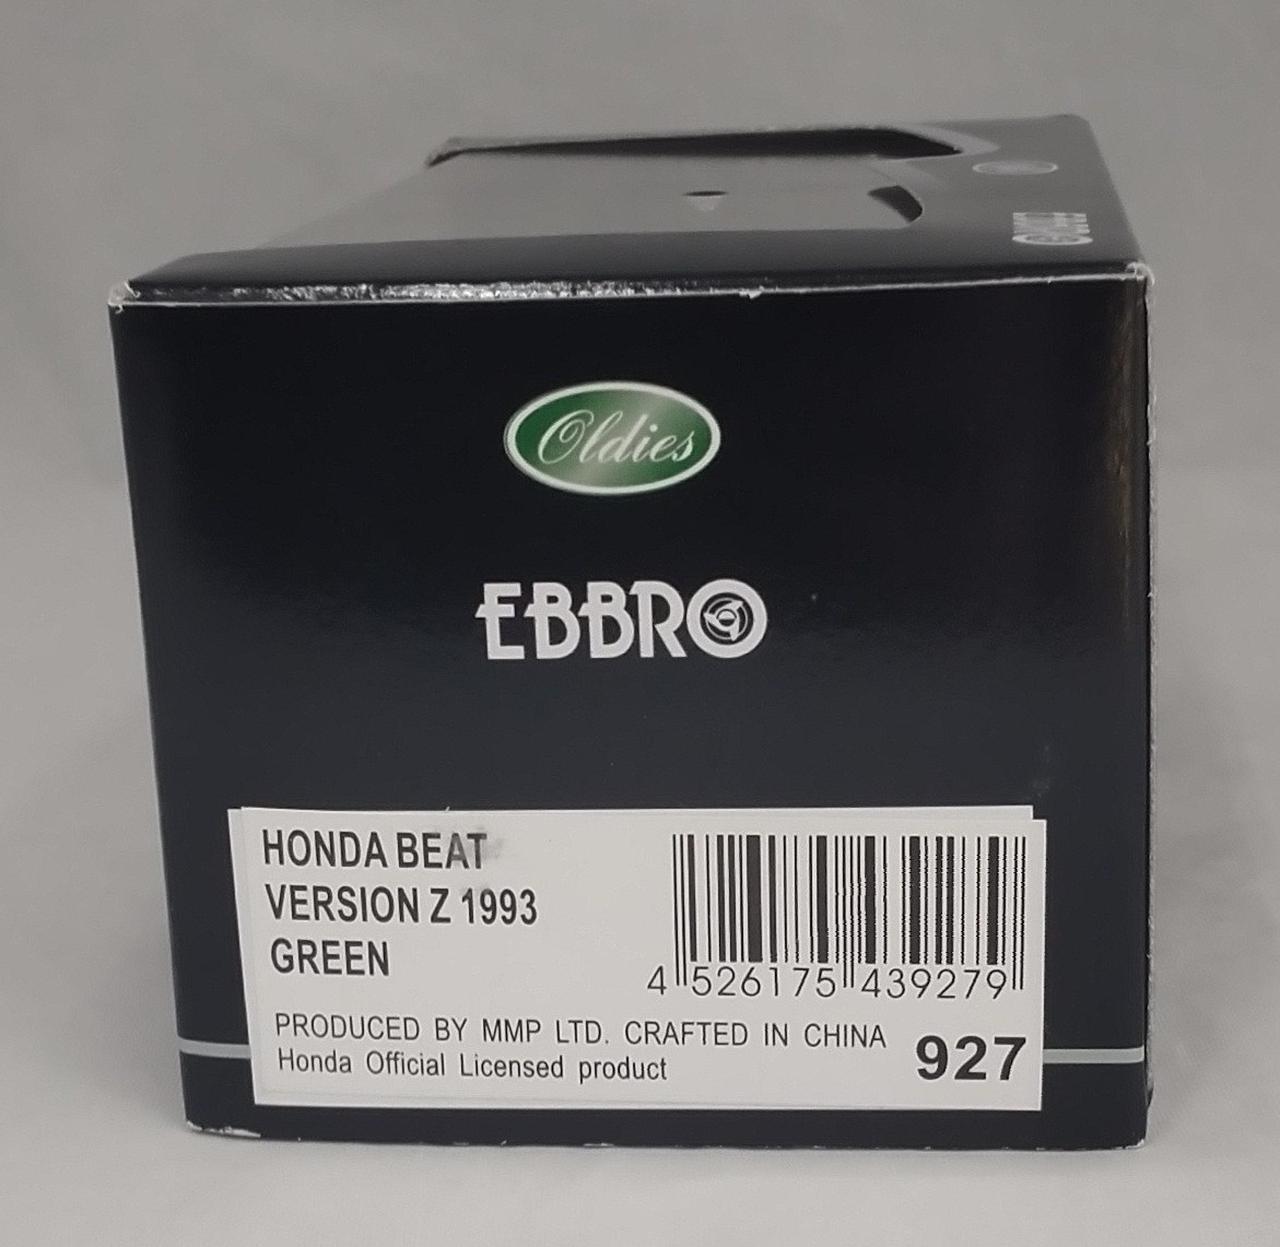 Oldies
EBBRO
HONDA BEAT
VERSION Z 1993
GREEN
4 526175 439279
PRODUCED BY MMP LTD. CRAFTED IN CHINA
Honda Official Licensed product
927